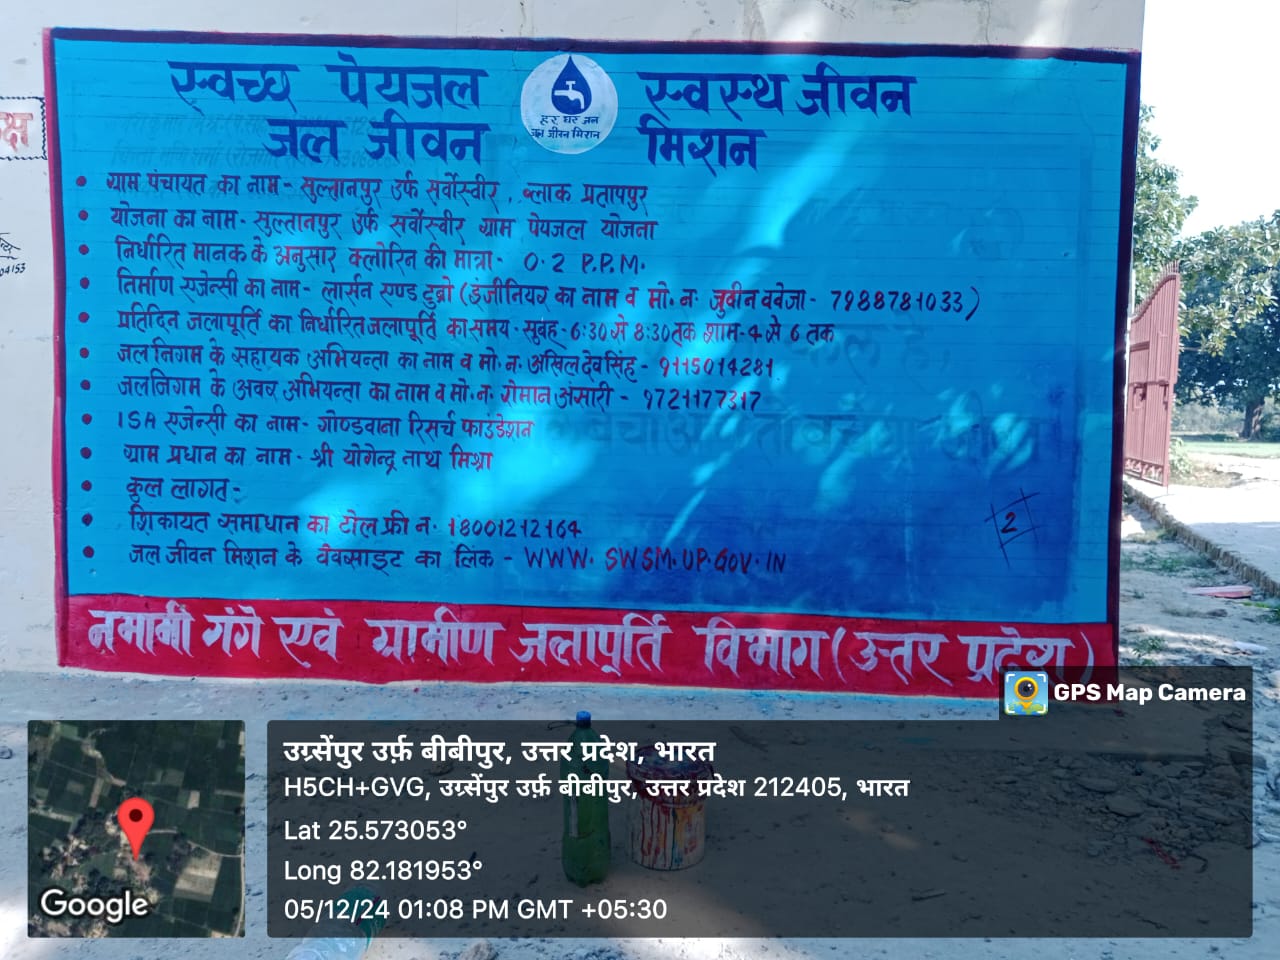 स्वच्छ पेयजल स्वस्थ जीवन
जल जीवन मिशन
हर घर जल
जल जीवन मिशन
• ग्राम पंचायत का नाम - सुल्तानपुर उर्फ सर्वोस्वीर, ब्लाक प्रतापपुर
• योजना का नाम - सुल्तानपुर उर्फ सर्वोस्वीर ग्राम पेयजल योजना
• निर्धारित मानक के अनुसार क्लोरिन की मात्रा - 0.2 P.P.M.
• निर्माण एजेन्सी का नाम - लार्सन एण्ड टुब्रो (इंजीनियर का नाम व मो. नः जुवीन ववेजा - 7988781033)
• प्रतिदिन जलापूर्ति का निर्धारित जलापूर्ति का समय - सुबह - 6:30 से 8:30 तक शाम - 4 से 6 तक
• जल निगम के सहायक अभियन्ता का नाम व मो. न. अखिल देव सिंह - 9115014281
• जल निगम के अवर अभियन्ता का नाम व मो. न. रोमान अंसारी - 9721177317
• ISA एजेन्सी का नाम - गोण्डवाना रिसर्च फाउंडेशन
• ग्राम प्रधान का नाम - श्री योगेन्द्र नाथ मिश्रा
• कुल लागत :-
• शिकायत समाधान का टोल फ्री न. 18001212164
• जल जीवन मिशन के वेवसाइट का लिंक - WWW.SWSM.UP.GOV.IN
2
नमामी गंगे एवं ग्रामीण जलापूर्ति विभाग (उत्तर प्रदेश)
GPS Map Camera
उग्र्सेंपुर उर्फ़ बीबीपुर, उत्तर प्रदेश, भारत
H5CH+GVG, उग्र्सेंपुर उर्फ़ बीबीपुर, उत्तर प्रदेश 212405, भारत
Lat 25.573053°
Long 82.181953°
05/12/24 01:08 PM GMT +05:30
Google